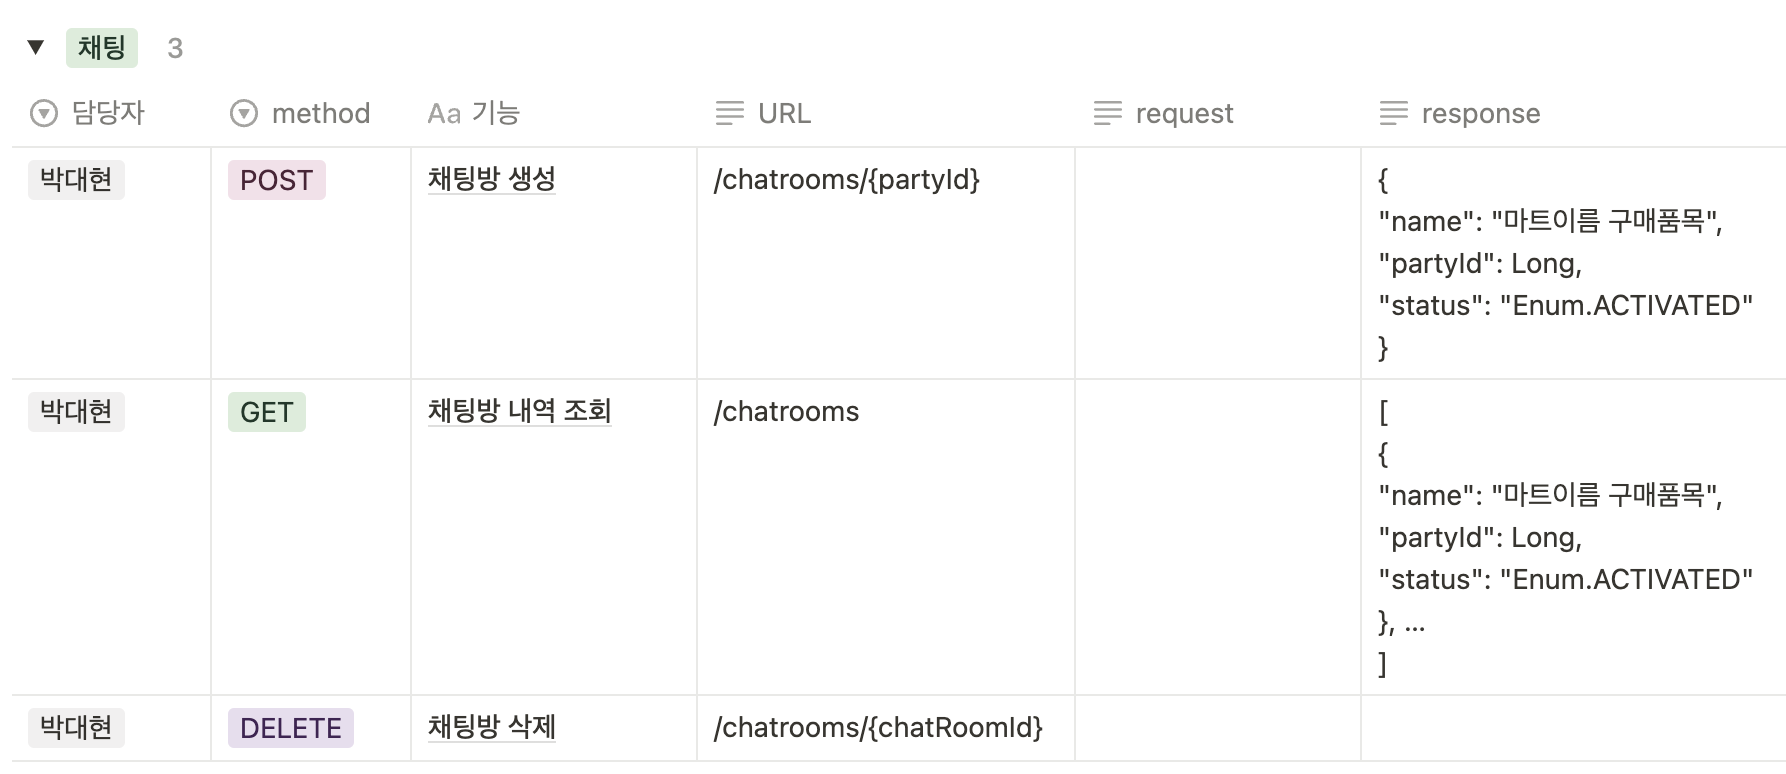 채팅 3
담당자 method Aa 기능 URL request response
박대현 POST 채팅방 생성 /chatrooms/{partyId} {
"name": "마트이름 구매품목",
"partyId": Long,
"status": "Enum.ACTIVATED"
}
박대현 GET 채팅방 내역 조회 /chatrooms [
{
"name": "마트이름 구매품목",
"partyId": Long,
"status": "Enum.ACTIVATED"
}, ...
]
박대현 DELETE 채팅방 삭제 /chatrooms/{chatRoomId}